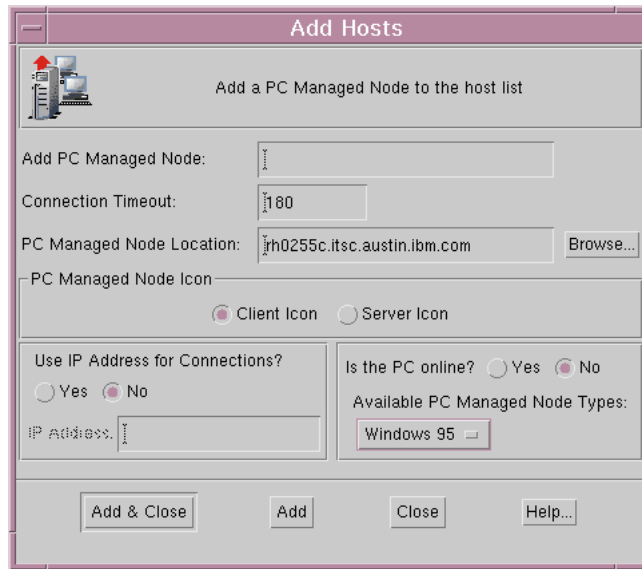 Add Hosts
Add a PC Managed Node to the host list
Add PC Managed Node:
Connection Timeout: 180
PC Managed Node Location: rh0255c.itsc.austin.ibm.com Browse...
PC Managed Node Icon
Client Icon Server Icon
Use IP Address for Connections?
Yes No
IP Address:
Is the PC online? Yes No
Available PC Managed Node Types:
Windows 95
Add & Close Add Close Help...